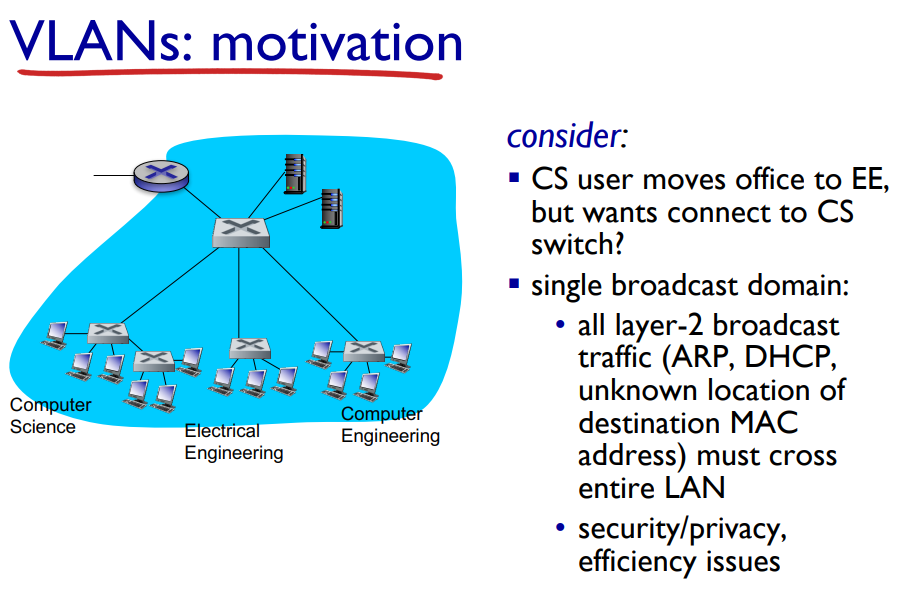 VLANs: motivation
consider:
▪ CS user moves office to EE,
but wants connect to CS
switch?
▪ single broadcast domain:
• all layer-2 broadcast
traffic (ARP, DHCP,
unknown location of
destination MAC
address) must cross
entire LAN
• security/privacy,
efficiency issues
Computer
Science
Electrical
Engineering
Computer
Engineering